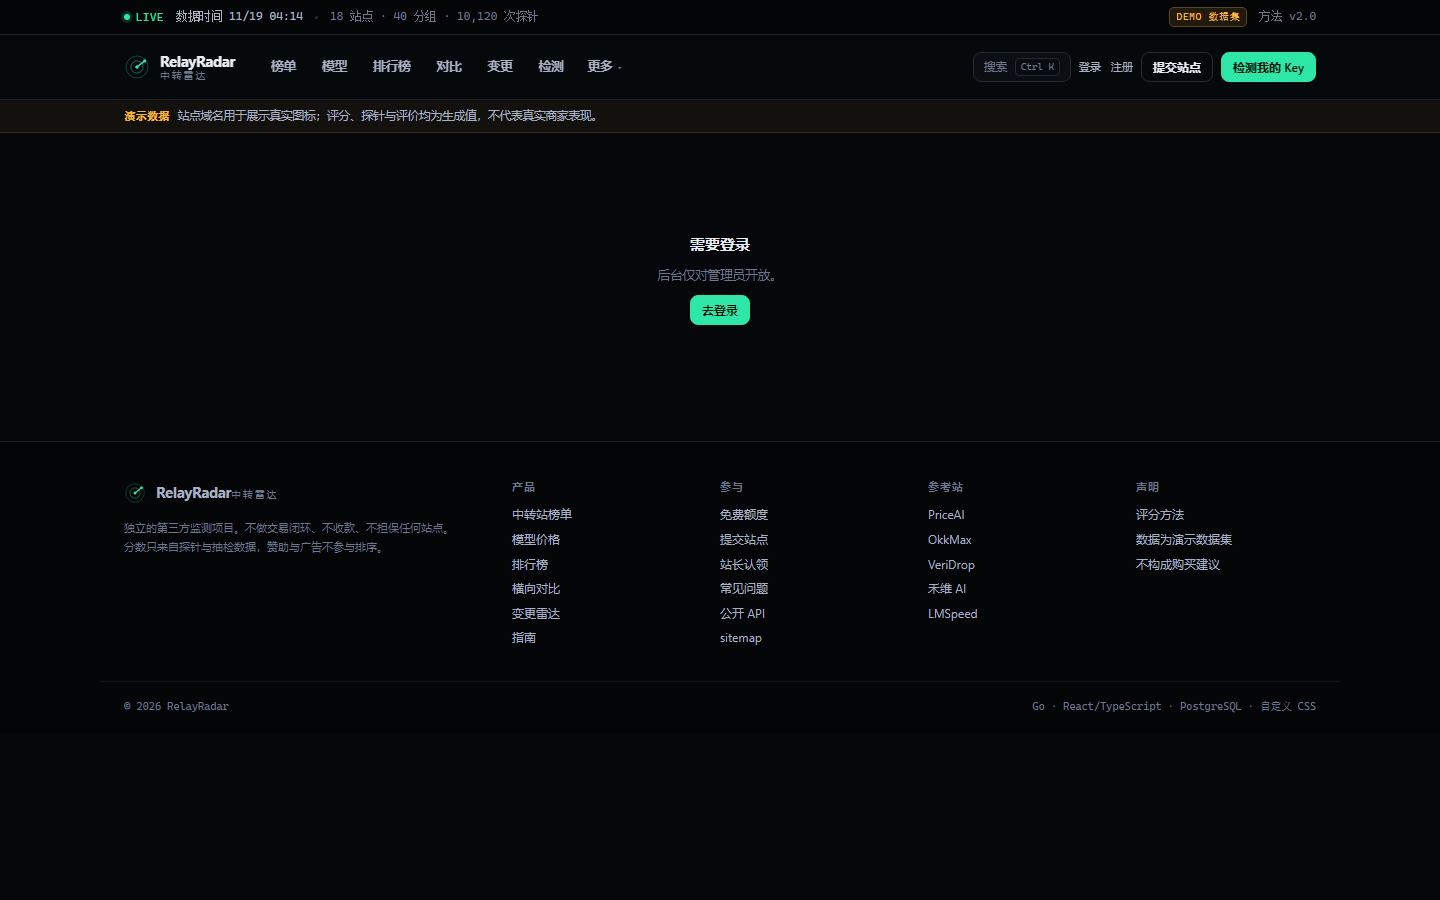 LIVE 数据时间 11/19 04:14 · 18 站点 · 40 分组 · 10,120 次探针 DEMO 数据集 方法 v2.0
RelayRadar 中转雷达 榜单 模型 排行榜 对比 变更 检测 更多 搜索 Ctrl K 登录 注册 提交站点 检测我的 Key
演示数据 站点域名用于展示真实图标；评分、探针与评价均为生成值，不代表真实商家表现。
需要登录
后台仅对管理员开放。
去登录
RelayRadar中转雷达
独立的第三方监测项目。不做交易闭环、不收款、不担保任何站点。
分数只来自探针与抽检数据，赞助与广告不参与排序。
产品
中转站榜单
模型价格
排行榜
横向对比
变更雷达
指南
参与
免费额度
提交站点
站长认领
常见问题
公开 API
sitemap
参考站
PriceAI
OkkMax
VeriDrop
禾维 AI
LMSpeed
声明
评分方法
数据为演示数据集
不构成购买建议
© 2026 RelayRadar
Go · React/TypeScript · PostgreSQL · 自定义 CSS